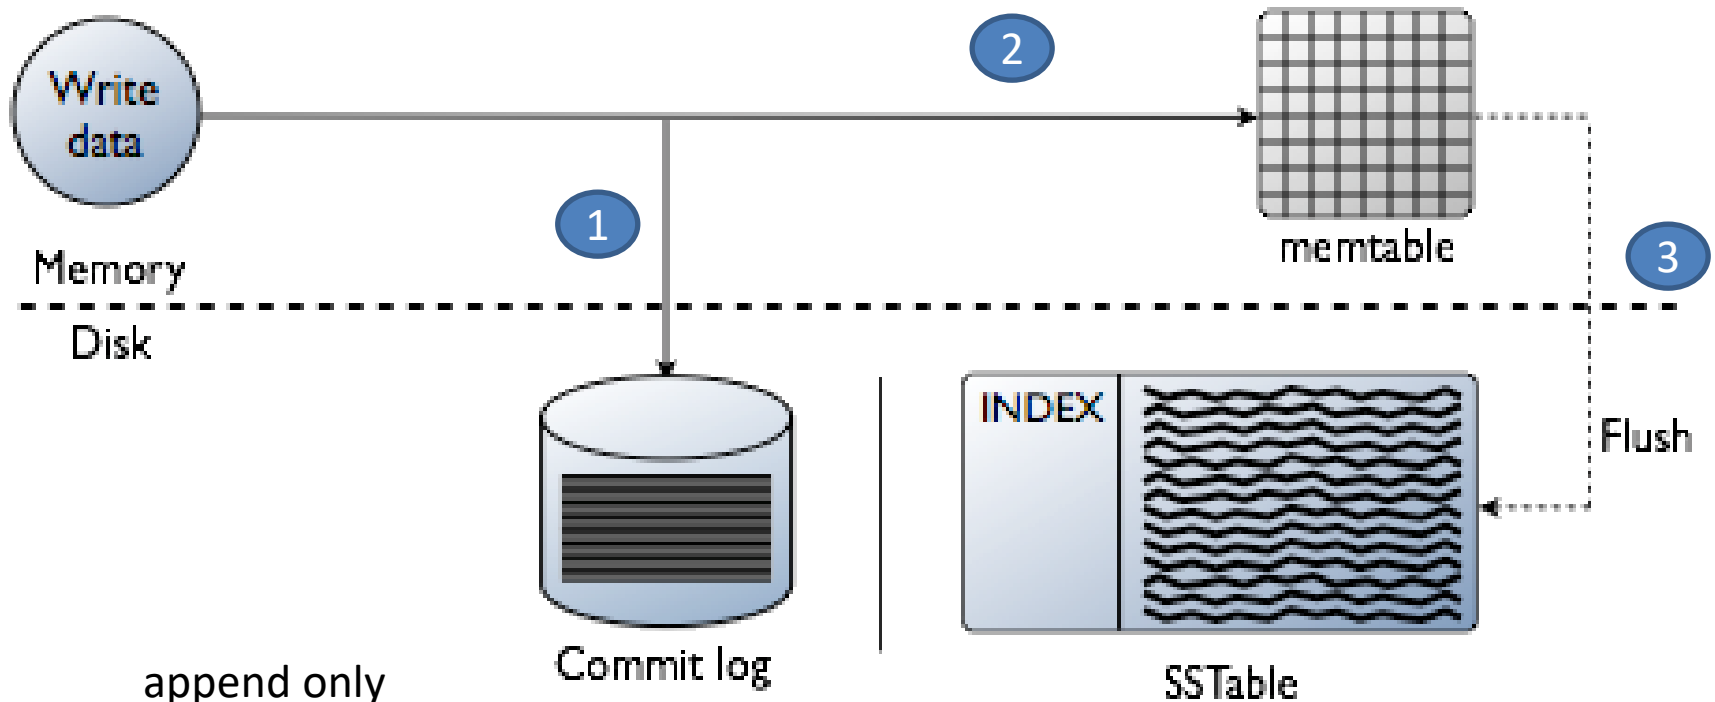 Write
data
2
1
memtable
3
Memory
Disk
INDEX
Flush
Commit log
SSTable
append only